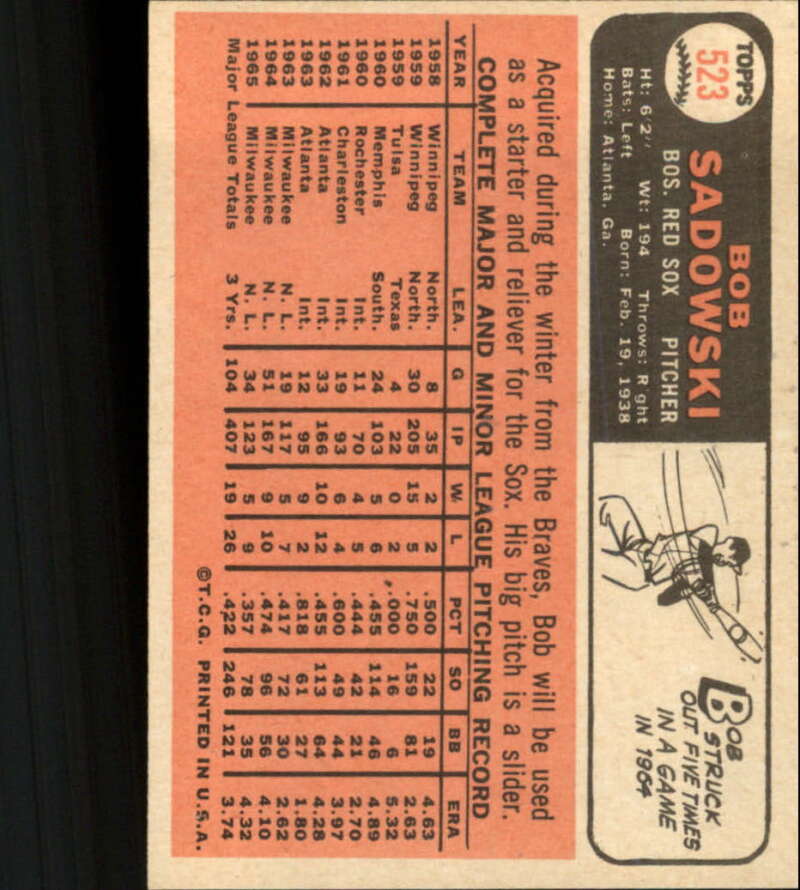 TOPPS
523
BOB
SADOWSKI
BOS. RED SOX PITCHER
Ht: 6'2" Wt: 194 Throws: R ght
Bats: Left Born: Feb. 19, 1938
Home: Atlanta, Ga.
BOB
STRUCK
OUT FIVE TIMES
IN A GAME
IN 1964
Acquired during the winter from the Braves, Bob will be used
as a starter and reliever for the Sox. His big pitch is a slider.
COMPLETE MAJOR AND MINOR LEAGUE PITCHING RECORD
YEAR TEAM LEA. G IP W. L PCT SO BB ERA
1958 Winnipeg North. 8 35 2 2 .500 22 19 4.63
1959 Winnipeg North. 30 205 15 5 .750 159 81 2.63
1959 Tulsa Texas 4 22 0 2 .000 16 6 5.32
1960 Memphis South. 24 103 5 6 .455 114 46 4.89
1960 Rochester Int. 11 70 4 5 .444 42 21 2.70
1961 Charleston Int. 19 93 6 4 .600 49 44 3.97
1962 Atlanta Int. 33 166 10 12 .455 113 64 4.28
1963 Atlanta Int. 12 95 9 2 .818 61 27 1.80
1963 Milwaukee N. L. 19 117 5 7 .417 72 30 2.62
1964 Milwaukee N. L. 51 167 9 10 .474 96 56 4.10
1965 Milwaukee N. L. 34 123 5 9 .357 78 35 4.32
Major League Totals 3 Yrs. 104 407 19 26 .422 246 121 3.74
©T.C.G. PRINTED IN U.S.A.